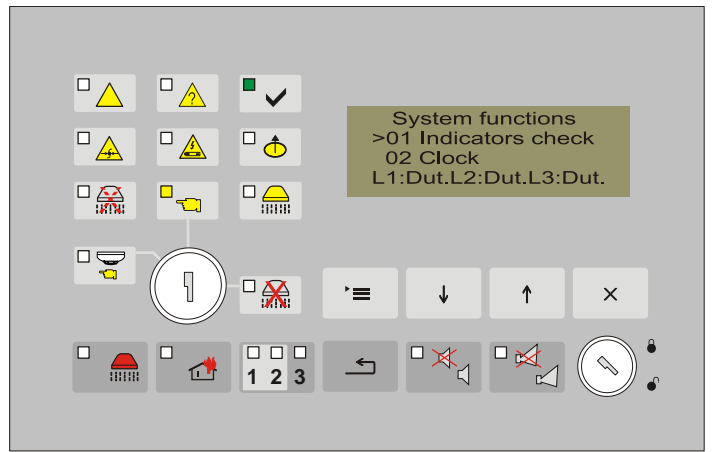 ?
System functions
>01 Indicators check
02 Clock
L1:Dut.L2:Dut.L3:Dut.
1 2 3